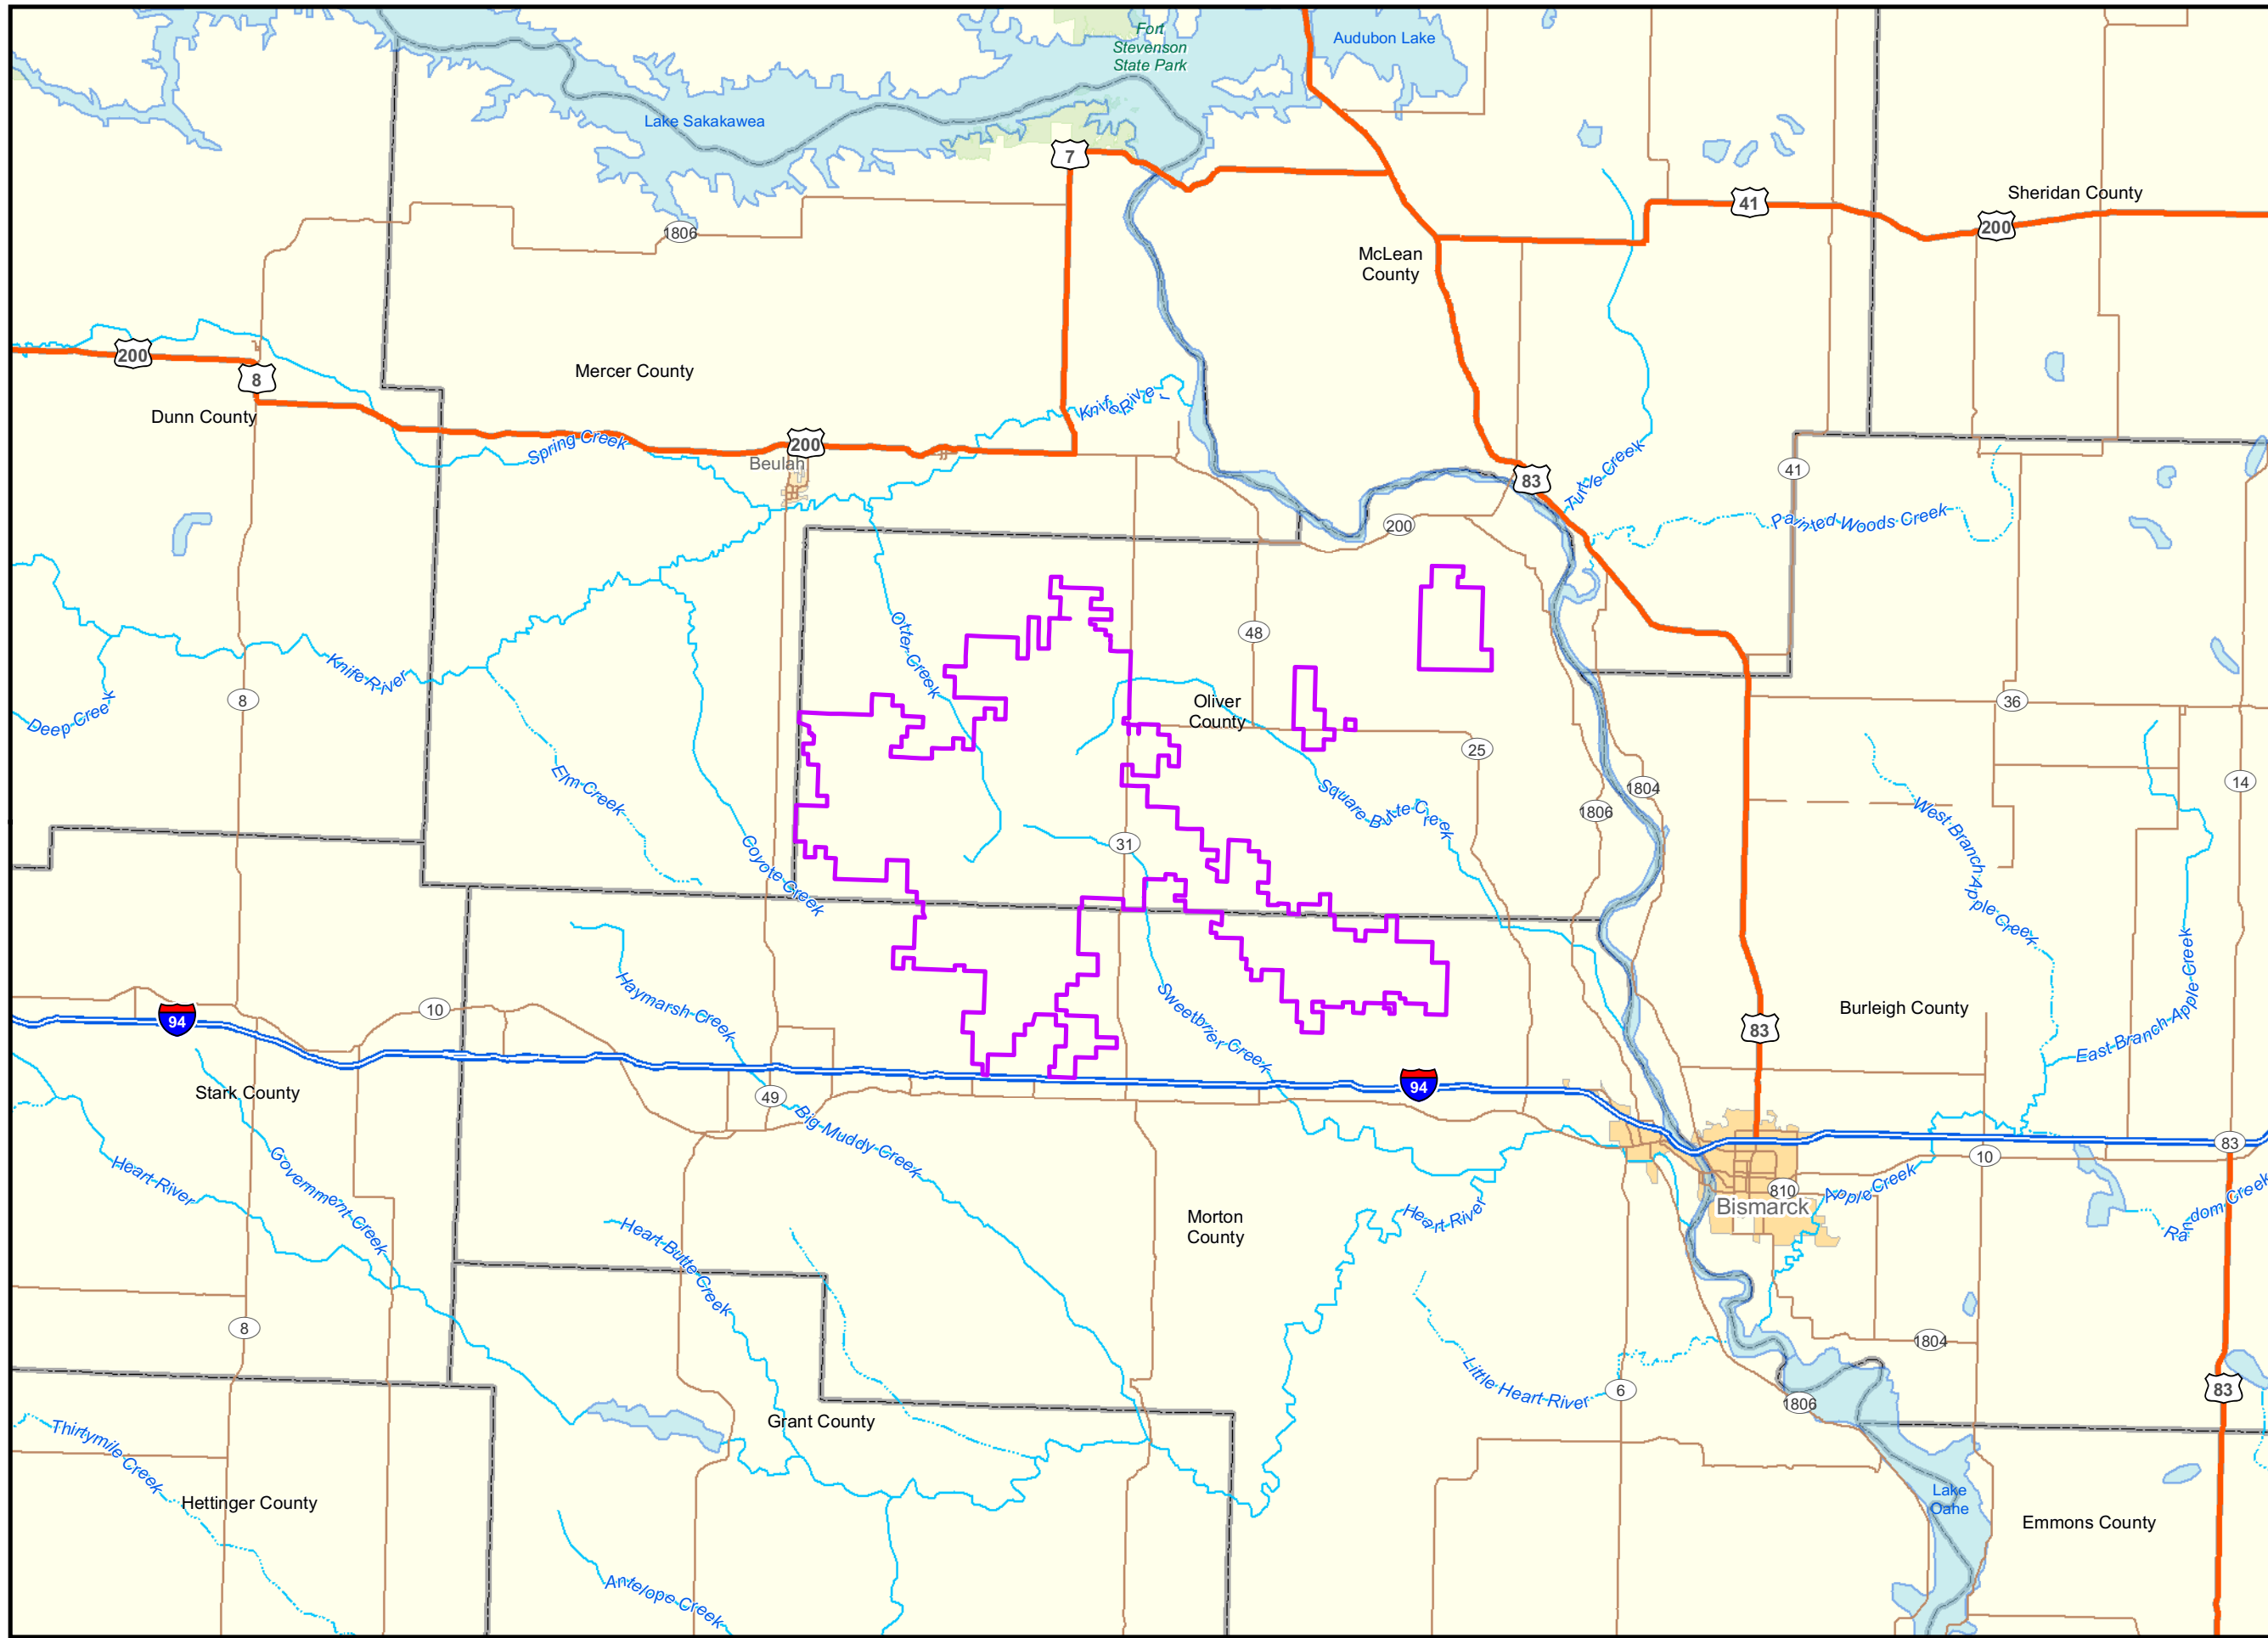 Fort
Stevenson
State Park
Audubon Lake
Lake Sakakawea
7
41
Sheridan County
200
1806
McLean
County
200
8
Mercer County
Dunn County
Knife River
Spring Creek
200
Beulah
83
Turtle Creek
41
200
Painted Woods Creek
Otter Creek
48
Knife River
8
Deep Creek
Oliver
County
36
25
Elm Creek
Square Butte Creek
1804
1806
14
West Branch Apple Creek
31
Coyote Creek
East Branch Apple Creek
Haymarsh Creek
Sweetbrier Creek
10
94
Burleigh County
83
Stark County
49
94
Big Muddy Creek
83
10
Heart River
Government Creek
810
Apple Creek
Bismarck
Heart River
Random Creek
Morton
County
Heart Butte Creek
8
1804
Little Heart River
6
1806
83
Grant County
Thirtymile Creek
Hettinger County
Lake
Oahe
Emmons County
Antelope Creek